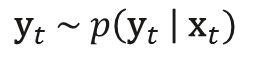 𝐲ₜ ~ 𝑝(𝐲ₜ | 𝐱ₜ)